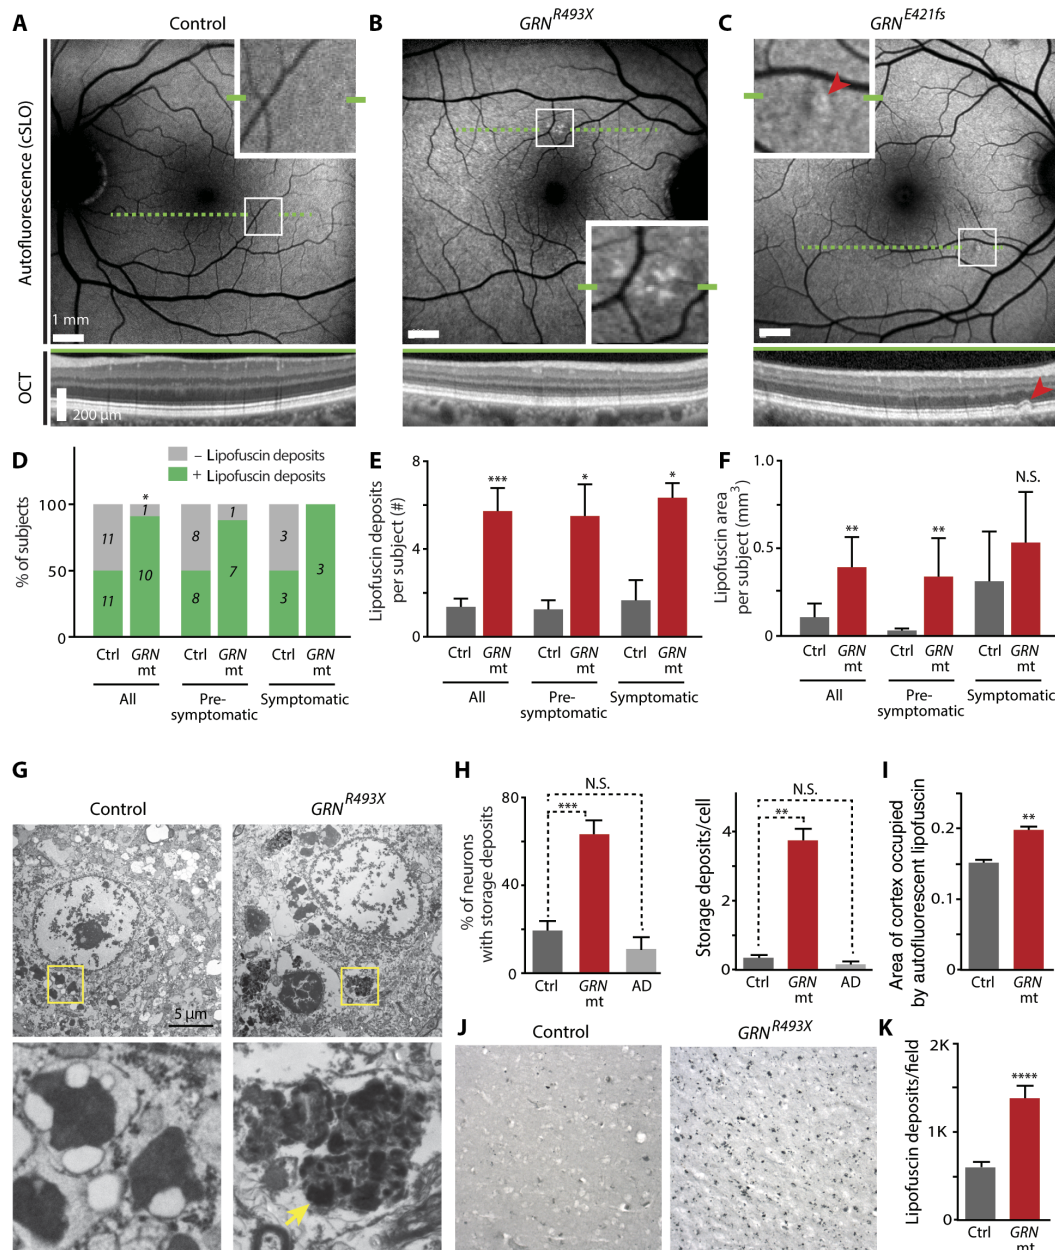 A Control B GRN^R493X C GRN^E421fs
Autofluorescence (cSLO)
1 mm
OCT
200 µm
D
– Lipofuscin deposits
+ Lipofuscin deposits
% of subjects
100
50
0
*
11 1 8 1 3
11 10 8 7 3 3
Ctrl GRN mt Ctrl GRN mt Ctrl GRN mt
All Pre-symptomatic Symptomatic
E
Lipofuscin deposits
per subject (#)
8
4
0
*** * *
Ctrl GRN mt Ctrl GRN mt Ctrl GRN mt
All Pre-symptomatic Symptomatic
F
Lipofuscin area
per subject (mm³)
1.0
0.5
0
** ** N.S.
Ctrl GRN mt Ctrl GRN mt Ctrl GRN mt
All Pre-symptomatic Symptomatic
G
Control GRN^R493X
5 µm
H
% of neurons
with storage deposits
80
40
0
N.S.
***
Ctrl GRN mt AD
Storage deposits/cell
4
2
0
N.S.
**
Ctrl GRN mt AD
I
Area of cortex occupied
by autofluorescent lipofuscin
0.2
0.1
0
**
Ctrl GRN mt
J Control GRN^R493X
K
Lipofuscin deposits/field
2K
1K
0
****
Ctrl GRN mt